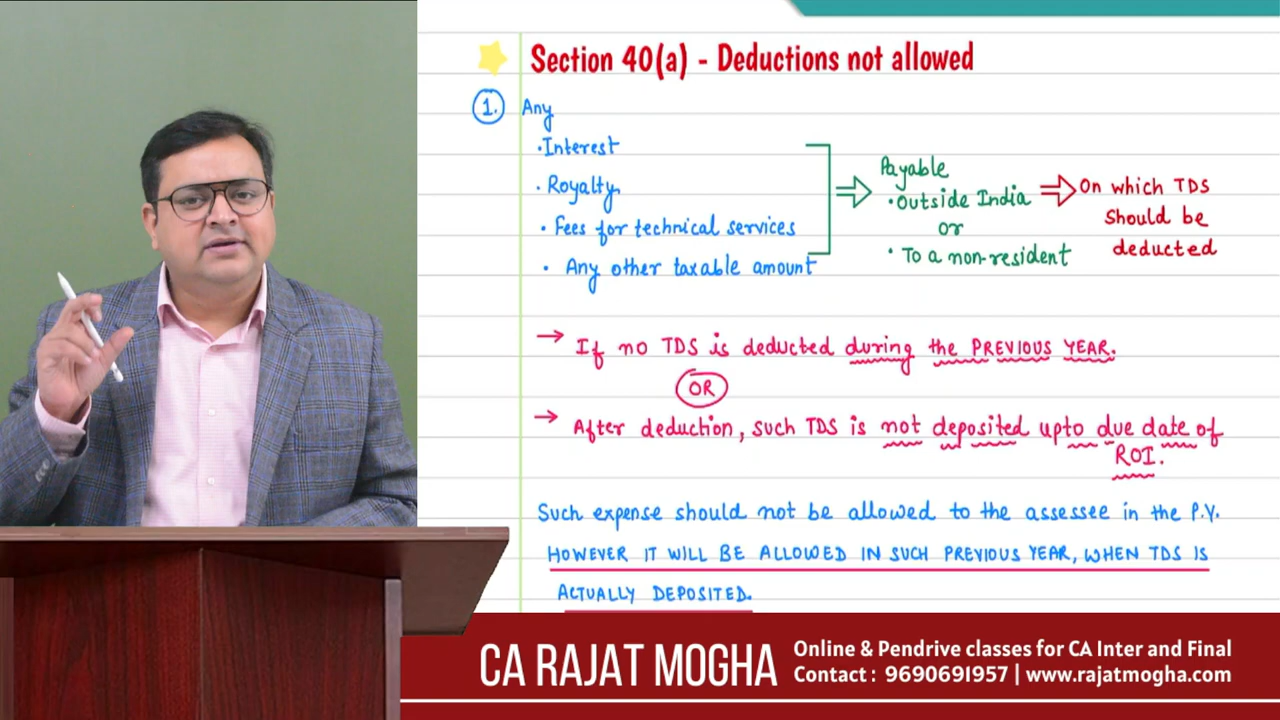 Section 40(a) - Deductions not allowed
1. Any
• Interest
• Royalty
• Fees for technical services
• Any other taxable amount
Payable
• Outside India
or
• To a non-resident
On which TDS
Should be
deducted
→ If no TDS is deducted during the PREVIOUS YEAR.
OR
→ After deduction, such TDS is not deposited upto due date of
ROI.
Such expense should not be allowed to the assessee in the P.Y.
HOWEVER IT WILL BE ALLOWED IN SUCH PREVIOUS YEAR, WHEN TDS IS
ACTUALLY DEPOSITED.
CA RAJAT MOGHA
Online & Pendrive classes for CA Inter and Final
Contact : 9690691957 | www.rajatmogha.com